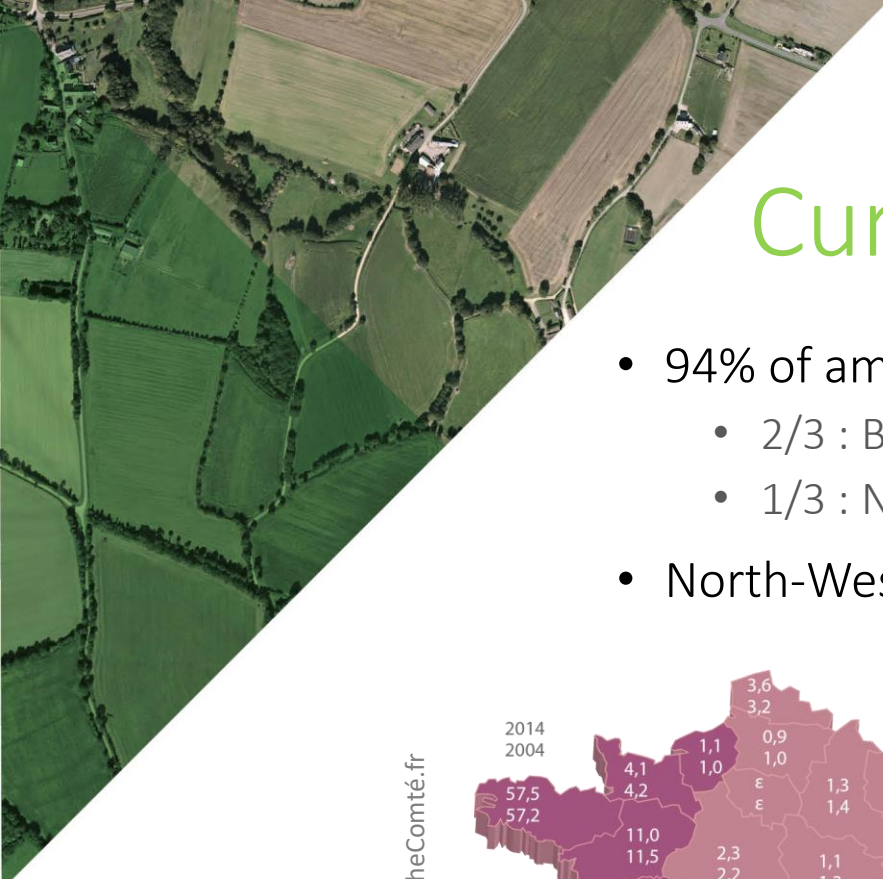 Cur
• 94% of am
• 2/3 : B
• 1/3 : N
• North-Wes
2014
2004
heComté.fr
3,6
3,2
0,9
1,0
1,1
1,0
4,1
4,2
ε
ε
1,3
1,4
57,5
57,2
11,0
11,5
2,3
2,2
1,1